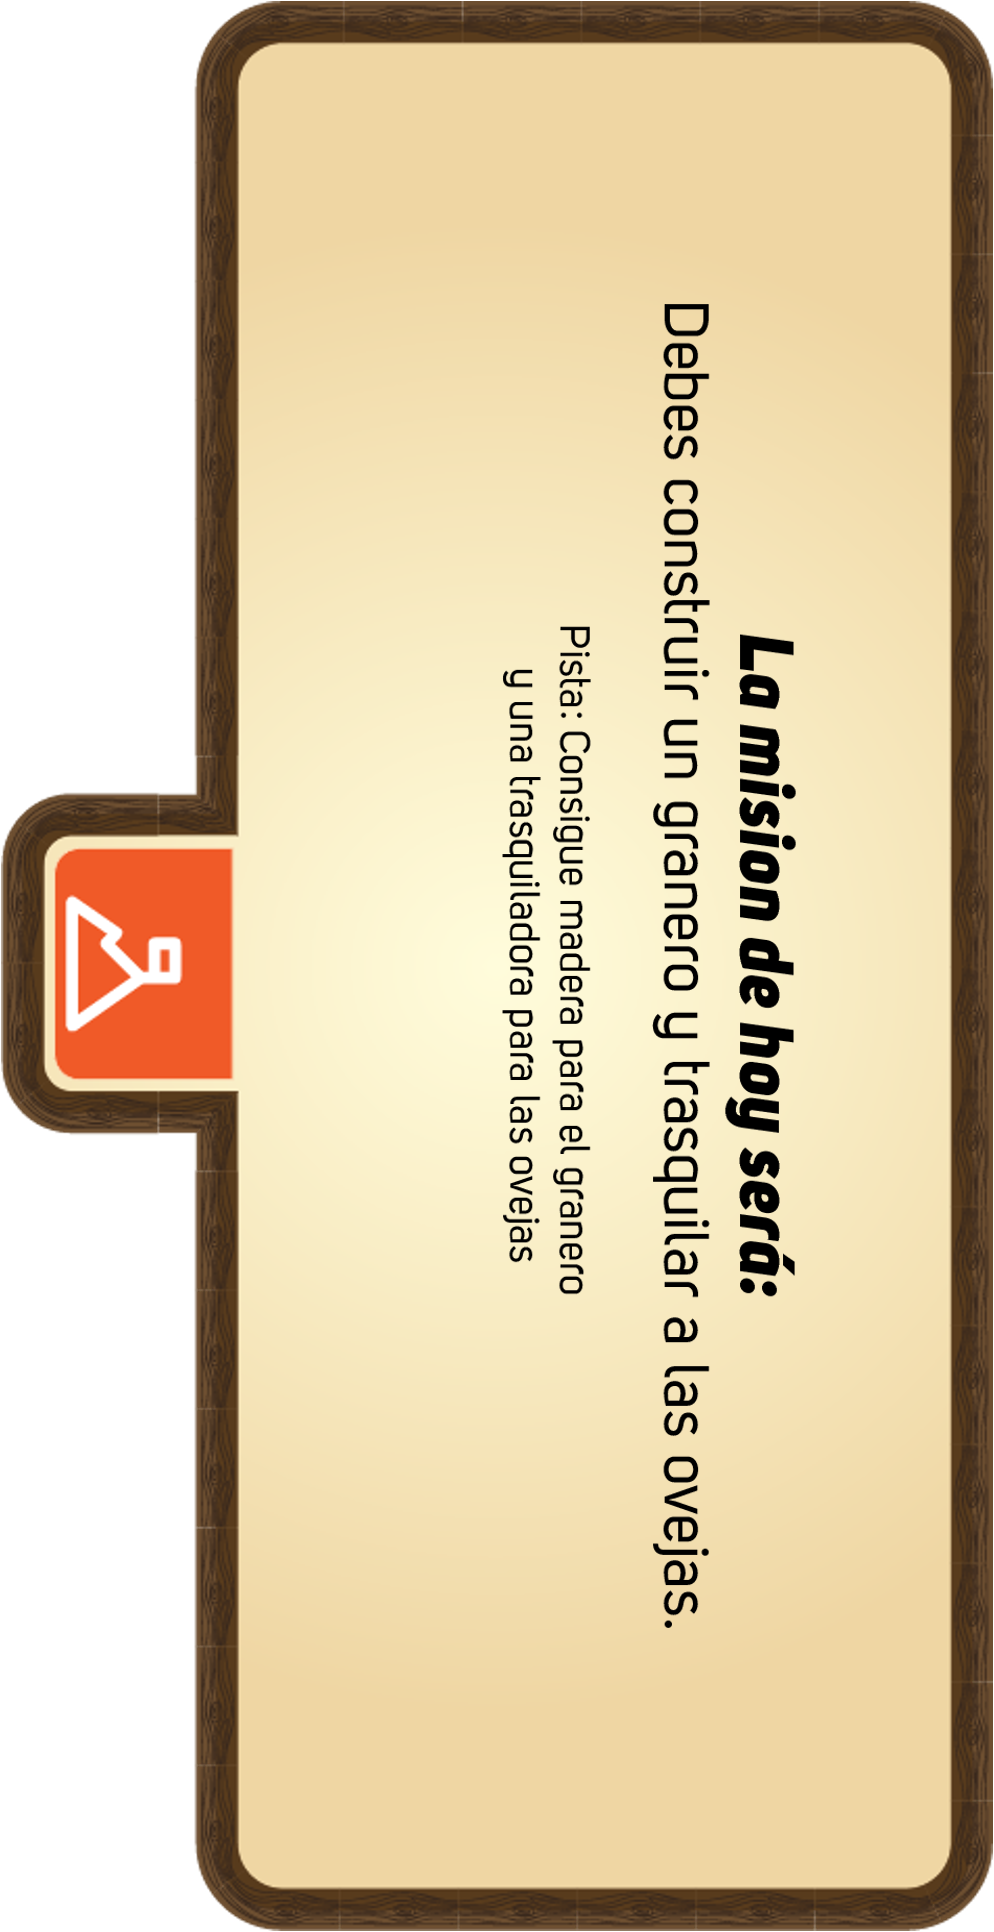 La mision de hoy será:
Debes construir un granero y trasquilar a las ovejas.
Pista: Consigue madera para el granero
y una trasquiladora para las ovejas